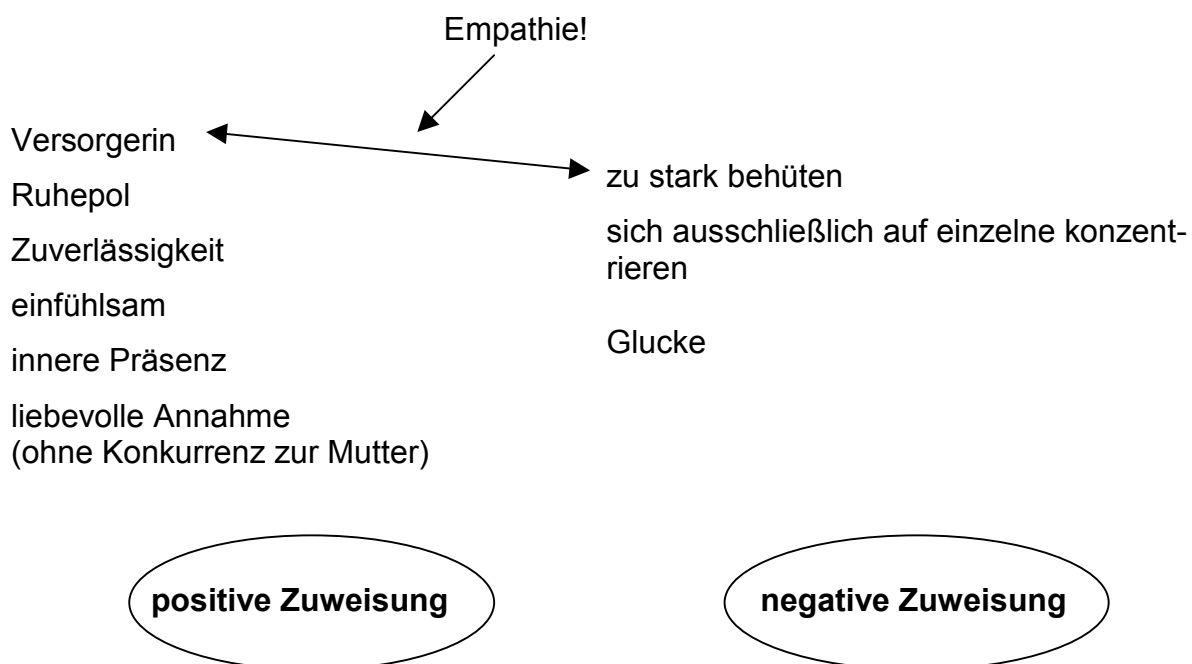 Empathie!
Versorgerin
Ruhepol
Zuverlässigkeit
einfühlsam
innere Präsenz
liebevolle Annahme
(ohne Konkurrenz zur Mutter)
zu stark behüten
sich ausschließlich auf einzelne konzent-
rieren
Glucke
positive Zuweisung
negative Zuweisung